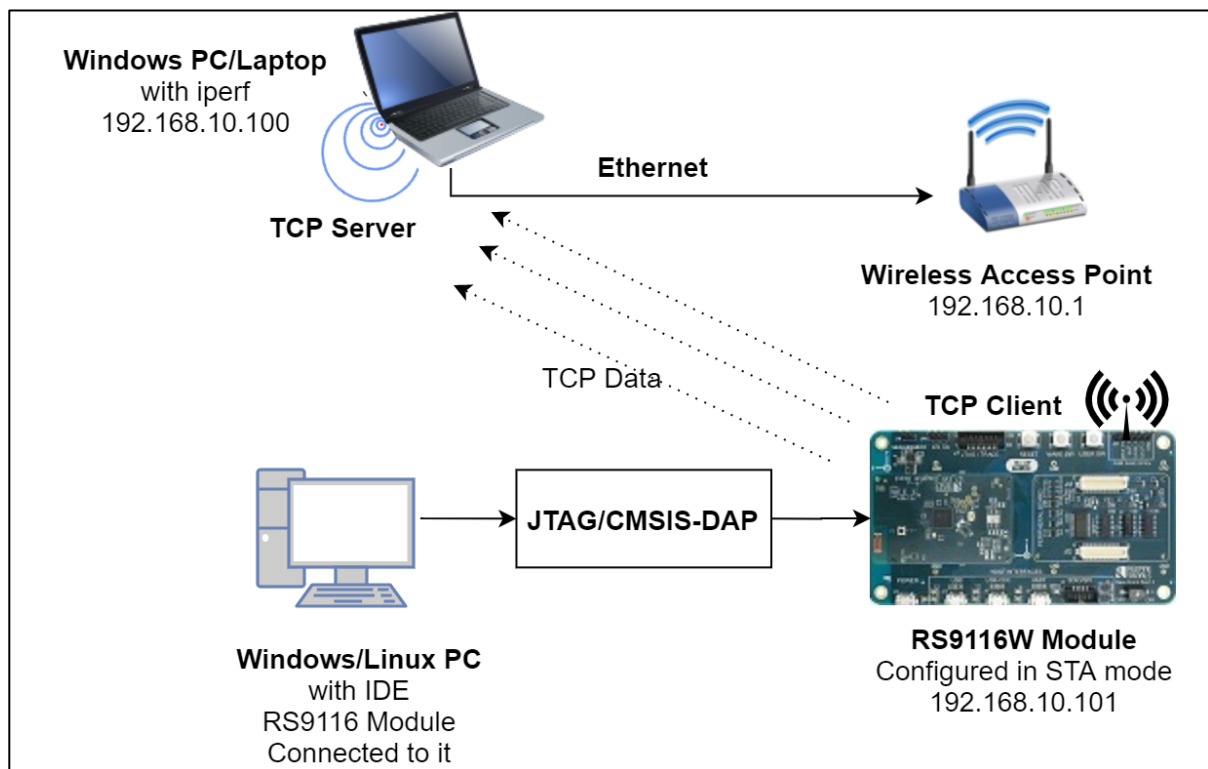 Windows PC/Laptop
with iperf
192.168.10.100
TCP Server
Ethernet
Wireless Access Point
192.168.10.1
TCP Data
TCP Client
JTAG/CMSIS-DAP
Windows/Linux PC
with IDE
RS9116 Module
Connected to it
RS9116W Module
Configured in STA mode
192.168.10.101